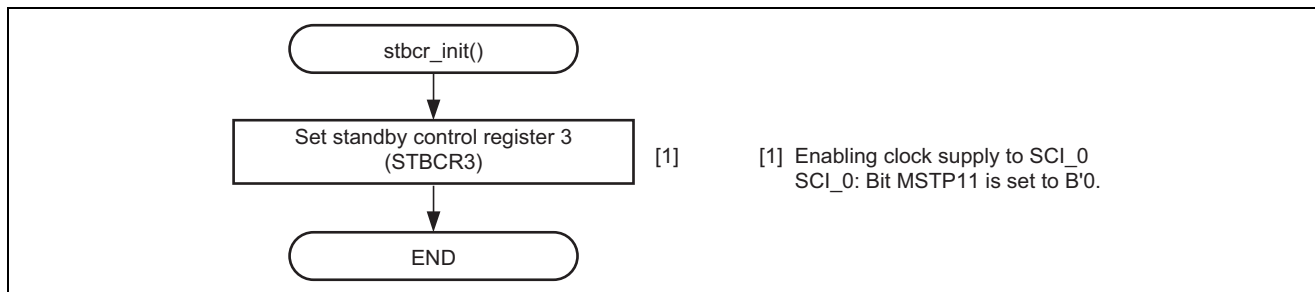 stbcr_init()
Set standby control register 3
(STBCR3)
[1]
[1] Enabling clock supply to SCI_0
SCI_0: Bit MSTP11 is set to B'0.
END